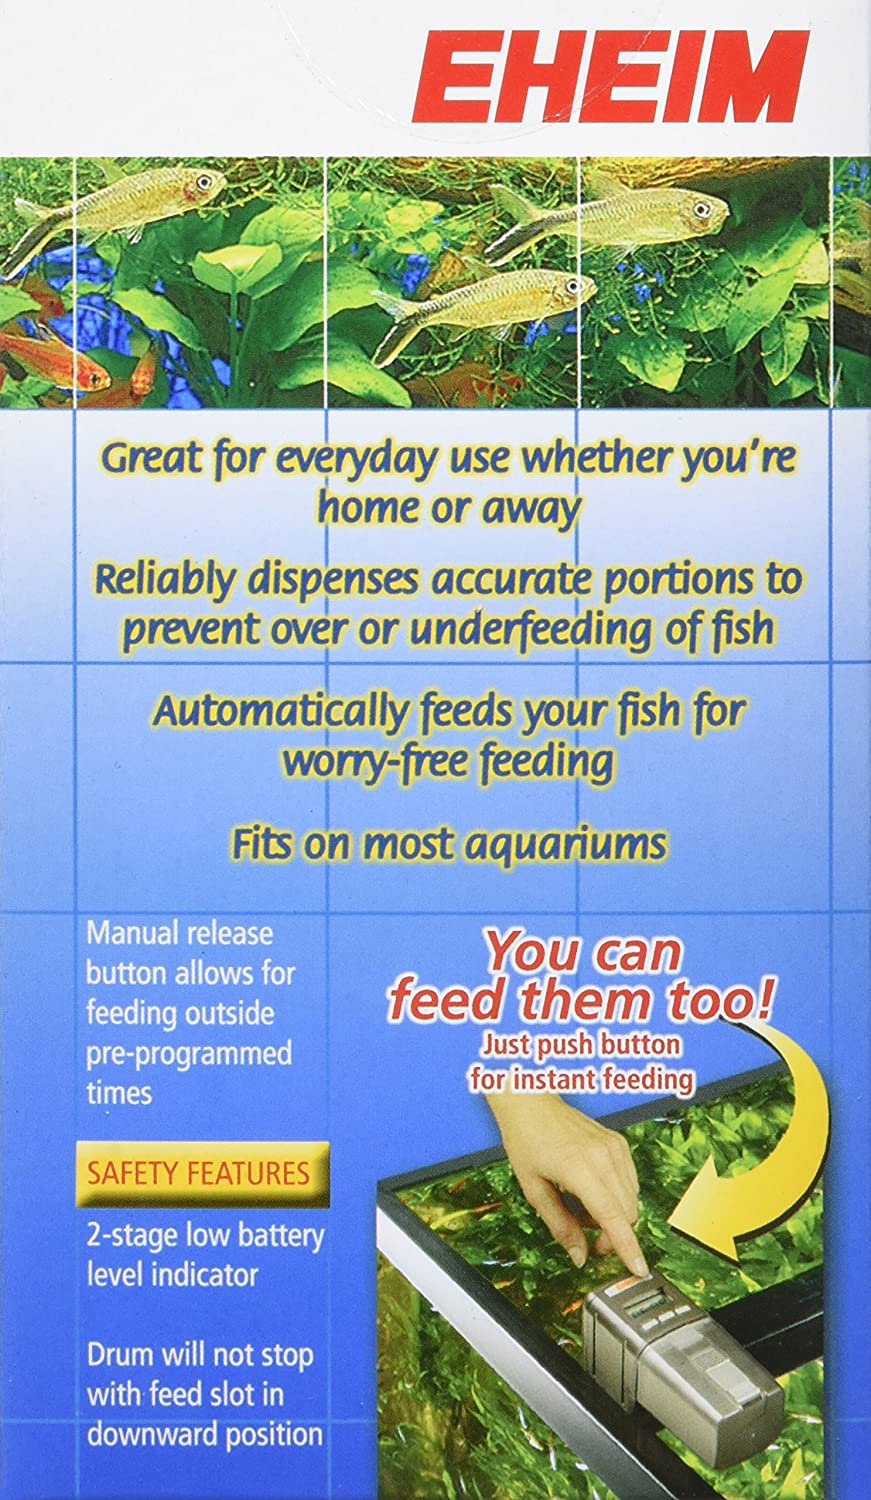 EHEIM
Great for everyday use whether you're
home or away
Reliably dispenses accurate portions to
prevent over or underfeeding of fish
Automatically feeds your fish for
worry-free feeding
Fits on most aquariums
Manual release
button allows for
feeding outside
pre-programmed
times
SAFETY FEATURES
2-stage low battery
level indicator
Drum will not stop
with feed slot in
downward position
You can
feed them too!
Just push button
for instant feeding